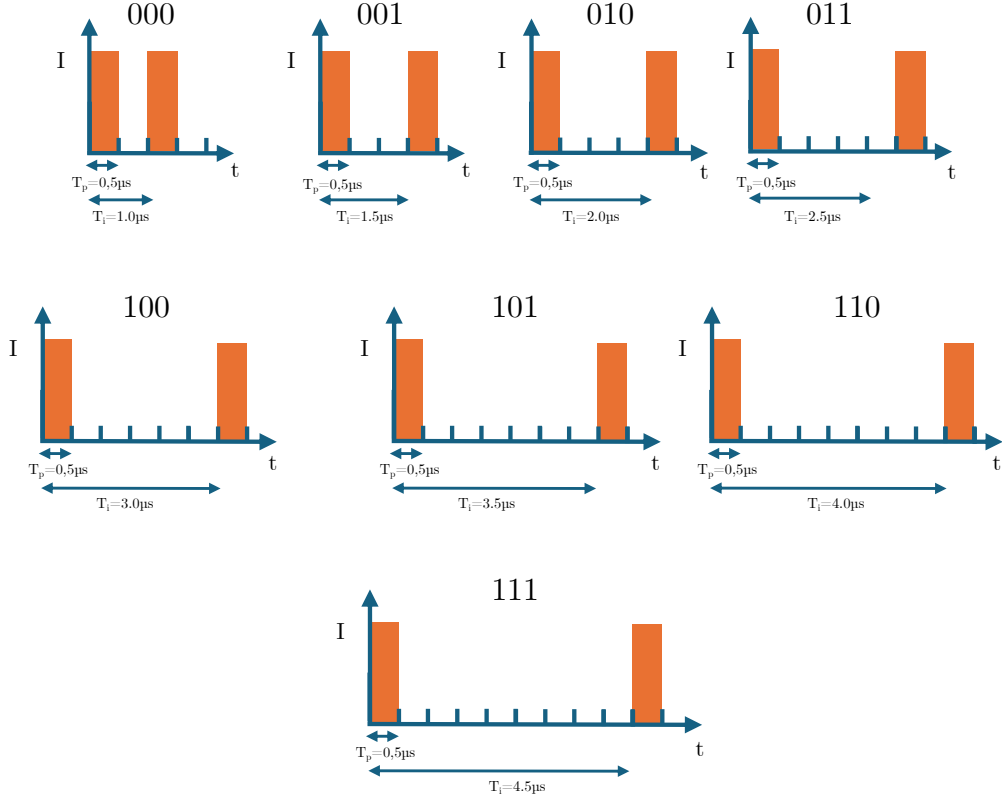 000 001 010 011
I I I I
t t t t
Tₚ=0,5µs Tₚ=0,5µs Tₚ=0,5µs Tₚ=0,5µs
Tᵢ=1.0µs Tᵢ=1.5µs Tᵢ=2.0µs Tᵢ=2.5µs
100 101 110
I I I
t t t
Tₚ=0,5µs Tₚ=0,5µs Tₚ=0,5µs
Tᵢ=3.0µs Tᵢ=3.5µs Tᵢ=4.0µs
111
I
t
Tₚ=0,5µs
Tᵢ=4.5µs